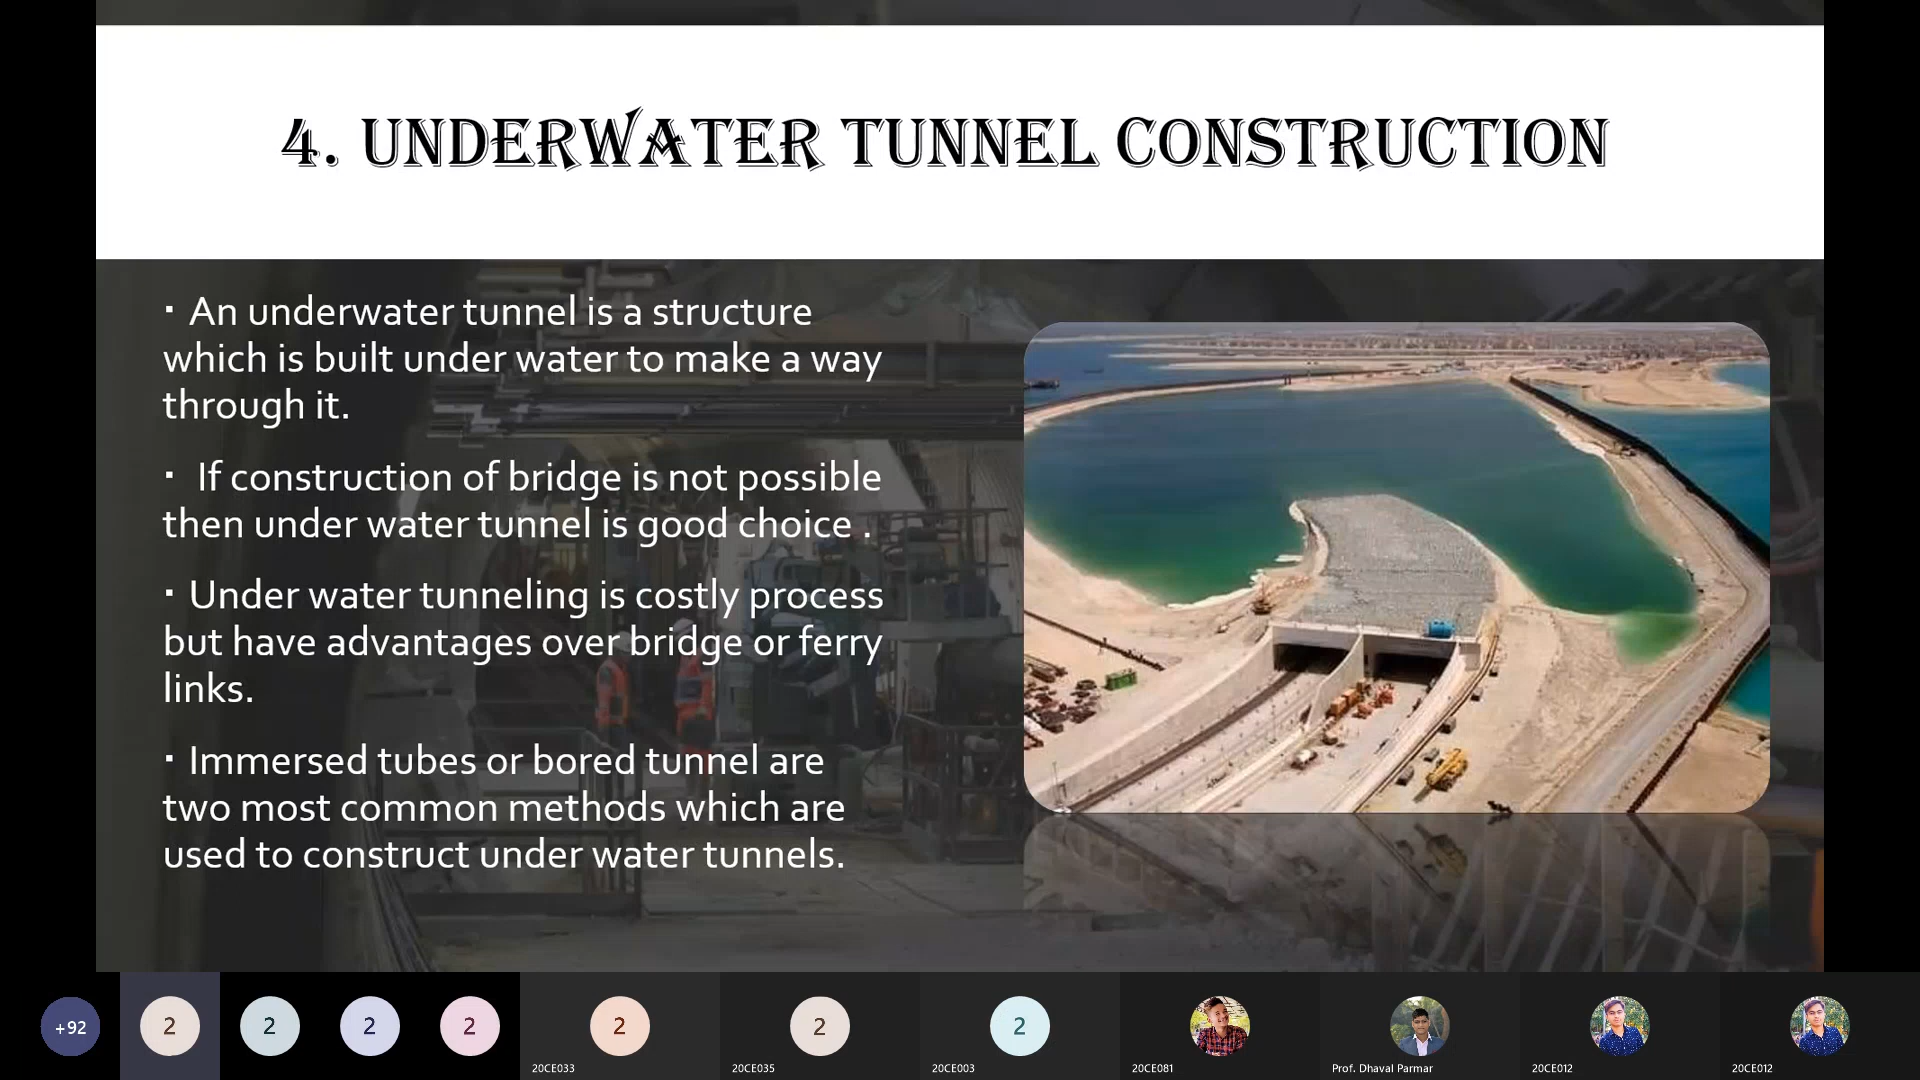 4. UNDERWATER TUNNEL CONSTRUCTION
▪ An underwater tunnel is a structure
which is built under water to make a way
through it.
▪ If construction of bridge is not possible
then under water tunnel is good choice .
▪ Under water tunneling is costly process
but have advantages over bridge or ferry
links.
▪ Immersed tubes or bored tunnel are
two most common methods which are
used to construct under water tunnels.
+92
2
2
2
2
2
2
2
20CE033
20CE035
20CE003
20CE081
Prof. Dhaval Parmar
20CE012
20CE012